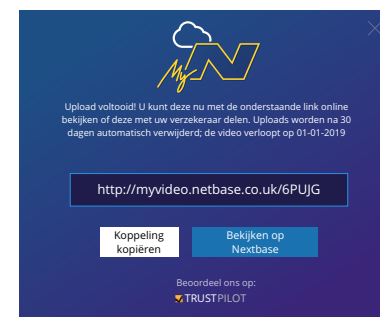 My N
Upload voltooid! U kunt deze nu met de onderstaande link online
bekijken of deze met uw verzekeraar delen. Uploads worden na 30
dagen automatisch verwijderd; de video verloopt op 01-01-2019
http://myvideo.netbase.co.uk/6PUJG
Koppeling
kopiëren
Bekijken op
Nextbase
Beoordeel ons op:
TRUSTPILOT